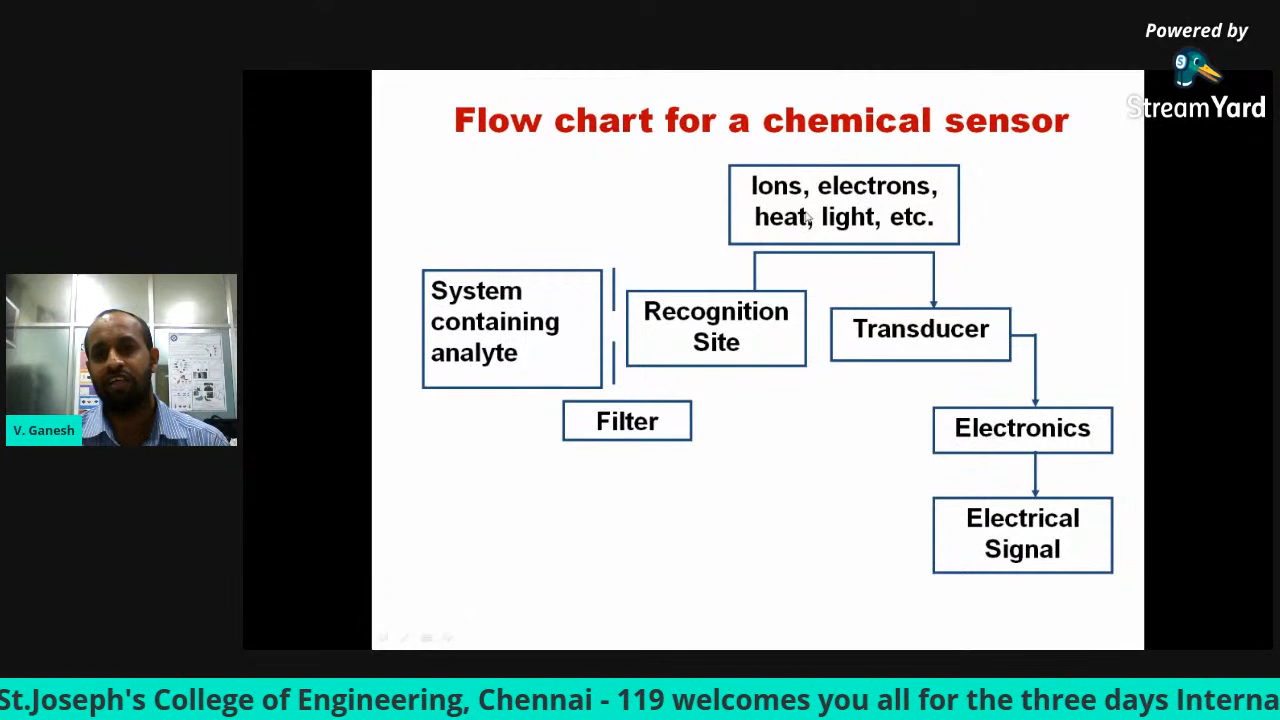 Powered by
StreamYard
Flow chart for a chemical sensor
Ions, electrons,
heat, light, etc.
System
containing
analyte
Recognition
Site
Transducer
Filter
Electronics
Electrical
Signal
V. Ganesh
St.Joseph's College of Engineering, Chennai - 119 welcomes you all for the three days Interna